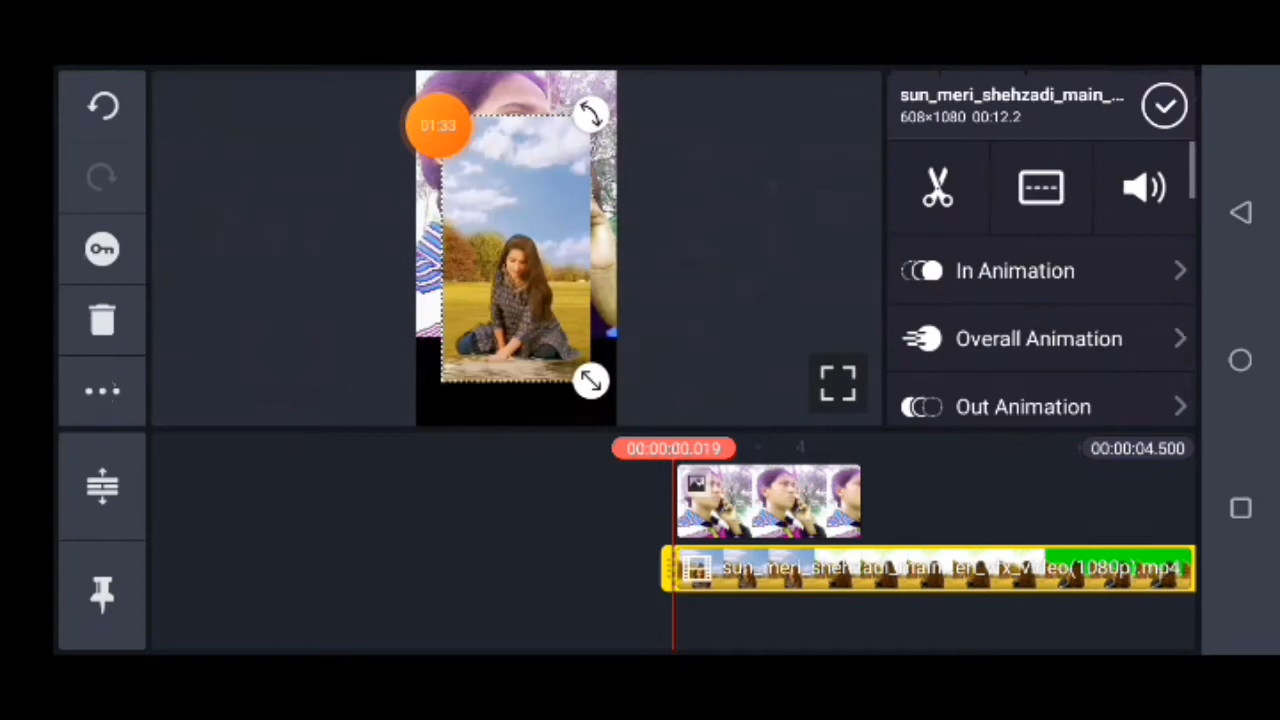 sun_meri_shehzadi_main_...
608×1080 00:12.2
01:33
In Animation
Overall Animation
Out Animation
00:00:00.019
4
00:00:04.500